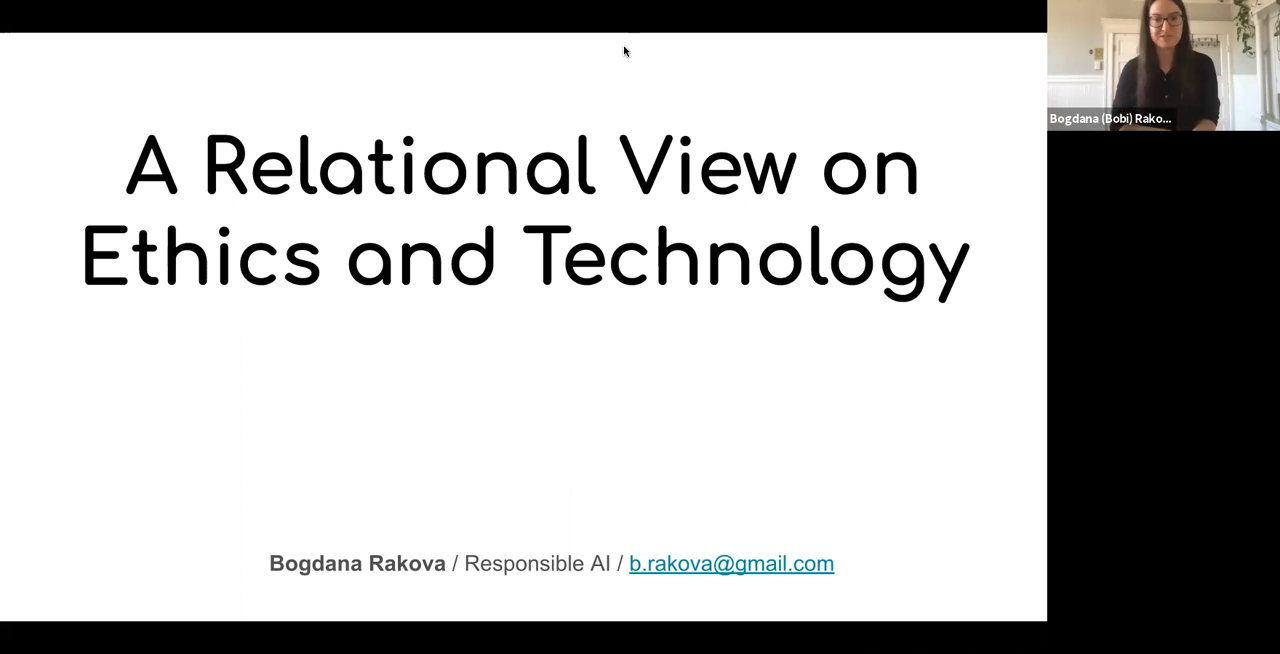 A Relational View on
Ethics and Technology
Bogdana Rakova / Responsible AI / b.rakova@gmail.com
Bogdana (Bobi) Rako...